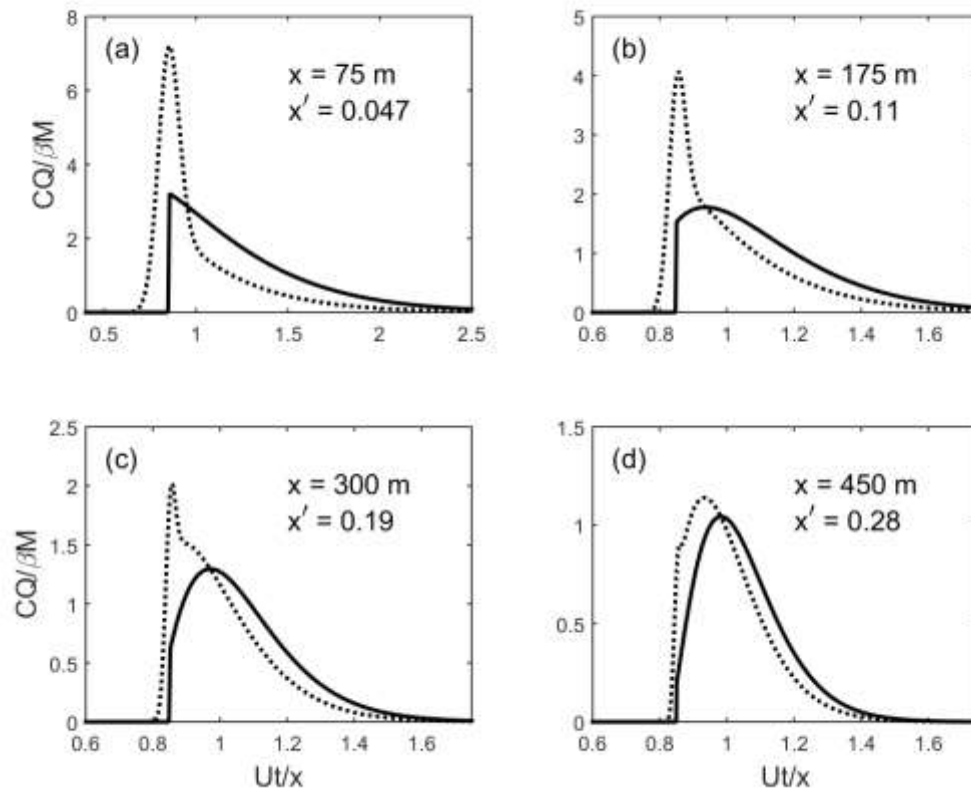 (a)
x = 75 m
x′ = 0.047
CQ/βM
8
6
4
2
0
0.5 1 1.5 2 2.5
(b)
x = 175 m
x′ = 0.11
5
4
3
2
1
0
0.6 0.8 1 1.2 1.4 1.6
(c)
x = 300 m
x′ = 0.19
CQ/βM
2.5
2
1.5
1
0.5
0
0.6 0.8 1 1.2 1.4 1.6
Ut/x
(d)
x = 450 m
x′ = 0.28
1.5
1
0.5
0
0.6 0.8 1 1.2 1.4 1.6
Ut/x